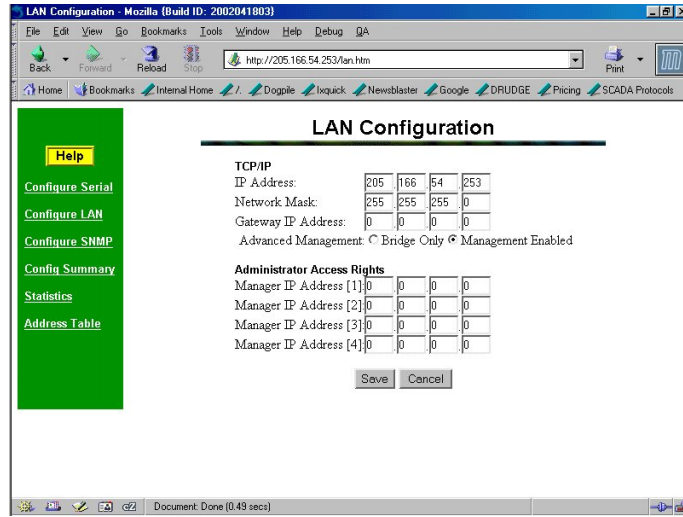 LAN Configuration - Mozilla {Build ID: 2002041803}
File Edit View Go Bookmarks Tools Window Help Debug QA
Back Forward Reload Stop http://205.166.54.253/lan.htm Print
Home Bookmarks Internal Home /. Dogpile Ixquick Newsblaster Google DRUDGE Pricing SCADA Protocols
LAN Configuration
Help
Configure Serial
Configure LAN
Configure SNMP
Config Summary
Statistics
Address Table
TCP/IP
IP Address: 205 .166 .54 .253
Network Mask: 255 .255 .255 .0
Gateway IP Address: 0 .0 .0 .0
Advanced Management: Bridge Only Management Enabled
Administrator Access Rights
Manager IP Address [1]:0 .0 .0 .0
Manager IP Address [2]:0 .0 .0 .0
Manager IP Address [3]:0 .0 .0 .0
Manager IP Address [4]:0 .0 .0 .0
Save Cancel
Document: Done (0.49 secs)